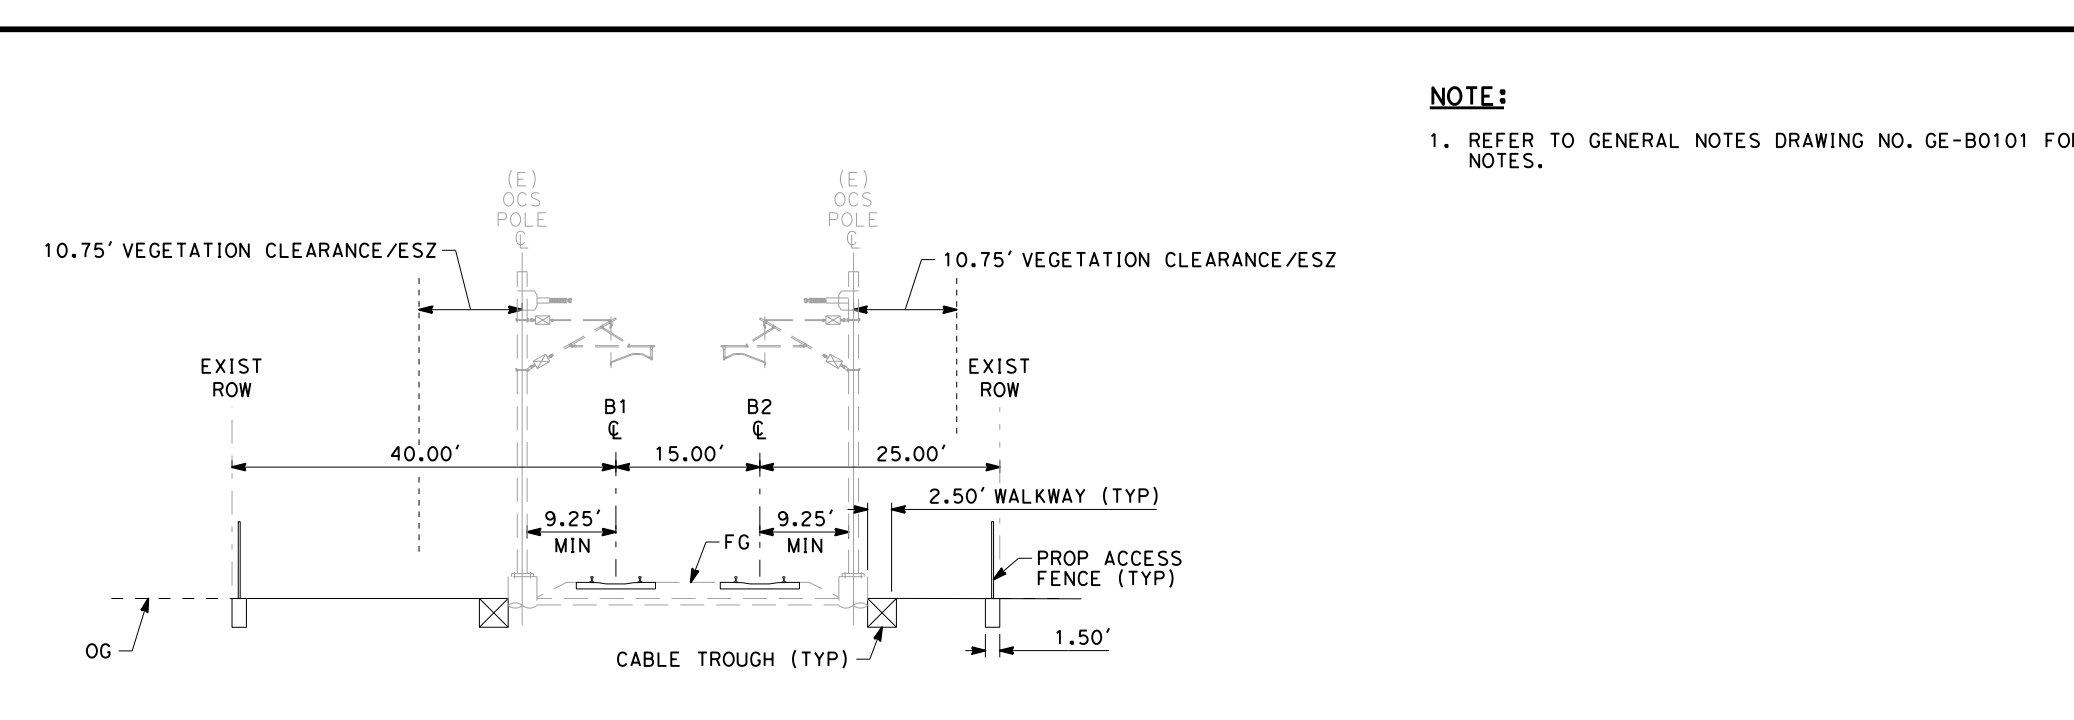 NOTE:
1. REFER TO GENERAL NOTES DRAWING NO. GE-B0101
NOTES.
(E)
OCS
POLE
℄
(E)
OCS
POLE
℄
10.75' VEGETATION CLEARANCE/ESZ
10.75' VEGETATION CLEARANCE/ESZ
EXIST
ROW
EXIST
ROW
B1
℄
B2
℄
40.00'
15.00'
25.00'
2.50' WALKWAY (TYP)
9.25'
MIN
9.25'
MIN
FG
PROP ACCESS
FENCE (TYP)
OG
CABLE TROUGH (TYP)
1.50'